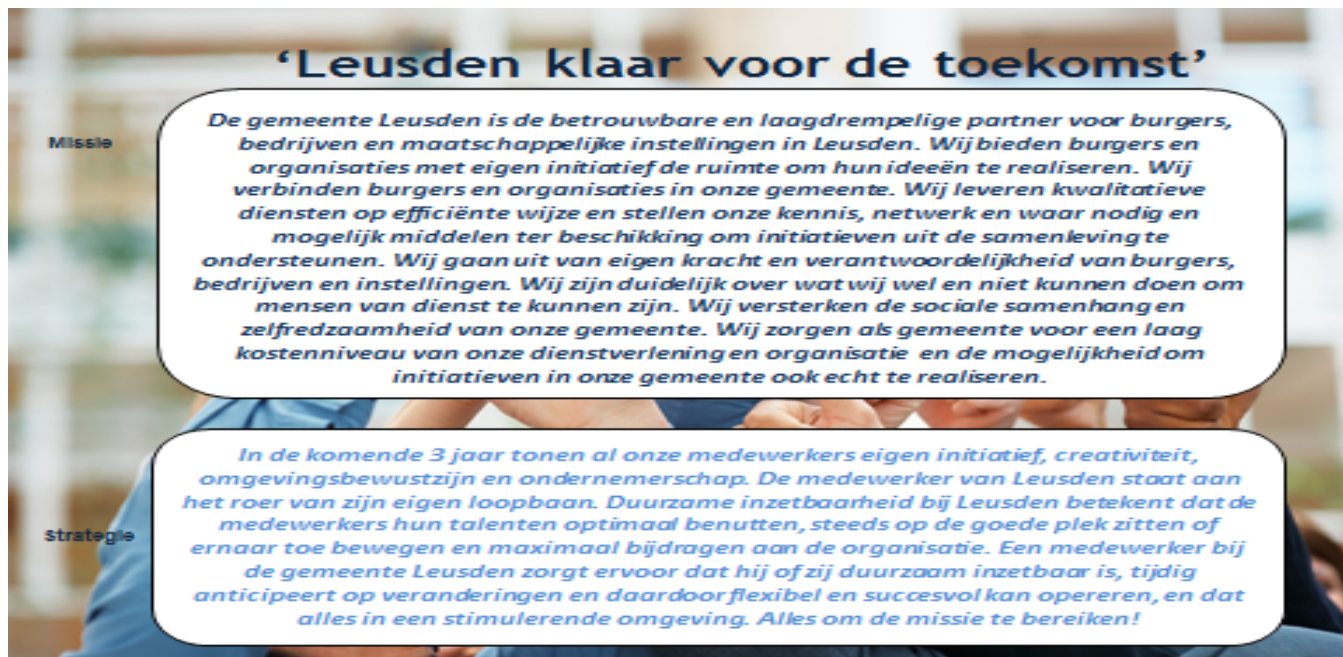 ‘Leusden klaar voor de toekomst’
Missie
De gemeente Leusden is de betrouwbare en laagdrempelige partner voor burgers,
bedrijven en maatschappelijke instellingen in Leusden. Wij bieden burgers en
organisaties met eigen initiatief de ruimte om hun ideeën te realiseren. Wij
verbinden burgers en organisaties in onze gemeente. Wij leveren kwalitatieve
diensten op efficiënte wijze en stellen onze kennis, netwerk en waar nodig en
mogelijk middelen ter beschikking om initiatieven uit de samenleving te
ondersteunen. Wij gaan uit van eigen kracht en verantwoordelijkheid van burgers,
bedrijven en instellingen. Wij zijn duidelijk over wat wij wel en niet kunnen doen om
mensen van dienst te kunnen zijn. Wij versterken de sociale samenhang en
zelfredzaamheid van onze gemeente. Wij zorgen als gemeente voor een laag
kostenniveau van onze dienstverlening en organisatie en de mogelijkheid om
initiatieven in onze gemeente ook echt te realiseren.
Strategie
In de komende 3 jaar tonen al onze medewerkers eigen initiatief, creativiteit,
omgevingsbewustzijn en ondernemerschap. De medewerker van Leusden staat aan
het roer van zijn eigen loopbaan. Duurzame inzetbaarheid bij Leusden betekent dat de
medewerkers hun talenten optimaal benutten, steeds op de goede plek zitten of
ernaar toe bewegen en maximaal bijdragen aan de organisatie. Een medewerker bij
de gemeente Leusden zorgt ervoor dat hij of zij duurzaam inzetbaar is, tijdig
anticipeert op veranderingen en daardoor flexibel en succesvol kan opereren, en dat
alles in een stimulerende omgeving. Alles om de missie te bereiken!